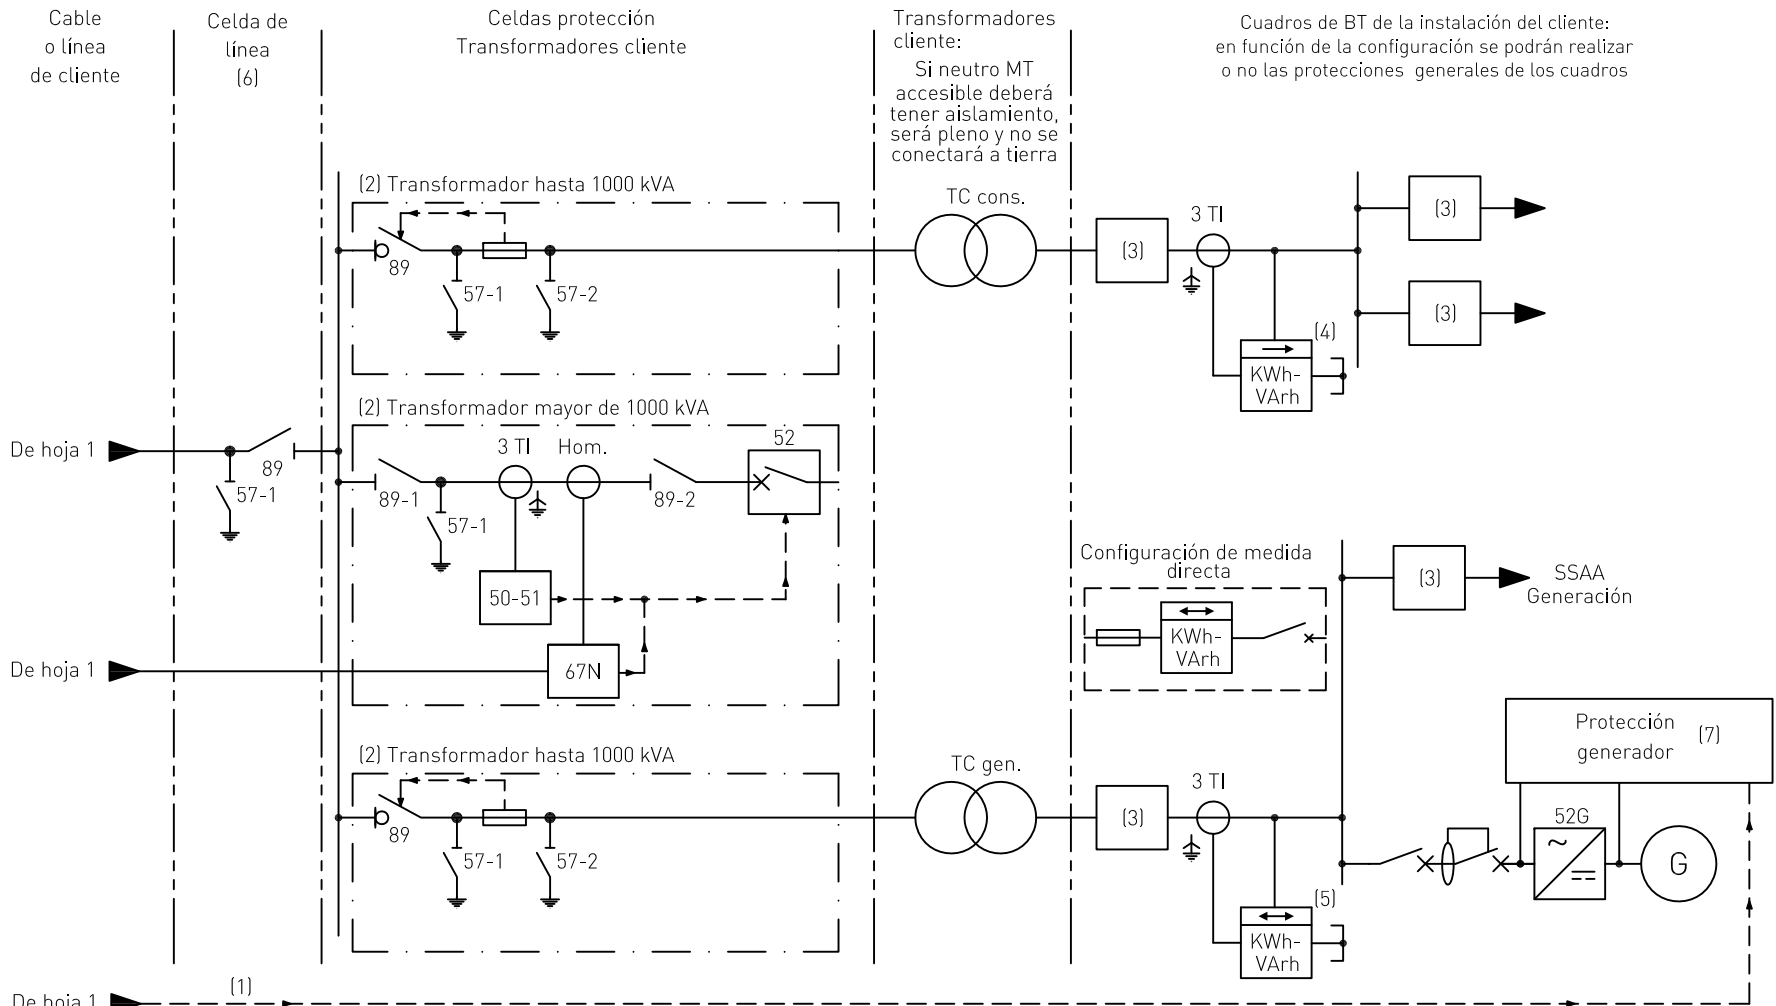 Cable
o línea
de cliente
Celda de
línea
(6)
Celdas protección
Transformadores cliente
Transformadores
cliente:
Si neutro MT
accesible deberá
tener aislamiento,
será pleno y no se
conectará a tierra
Cuadros de BT de la instalación del cliente:
en función de la configuración se podrán realizar
o no las protecciones generales de los cuadros
(2) Transformador hasta 1000 kVA
89
57-1
57-2
TC cons.
(3)
3 TI
(3)
(3)
(4)
KWh-
VArh
(2) Transformador mayor de 1000 kVA
De hoja 1
89
57-1
89-1
57-1
3 TI
Hom.
89-2
52
50-51
De hoja 1
67N
Configuración de medida
directa
KWh-
VArh
(3)
SSAA
Generación
(2) Transformador hasta 1000 kVA
89
57-1
57-2
TC gen.
(3)
3 TI
(5)
KWh-
VArh
Protección
generador
(7)
52G
G
De hoja 1
(1)